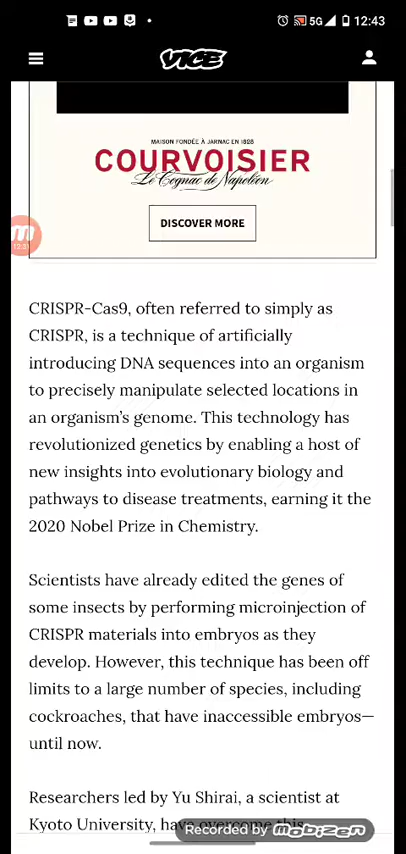 5G 12:43
VICE
MAISON FONDÉE À JARNAC EN 1828
COURVOISIER
Le Cognac de Napoléon
DISCOVER MORE
CRISPR-Cas9, often referred to simply as
CRISPR, is a technique of artificially
introducing DNA sequences into an organism
to precisely manipulate selected locations in
an organism’s genome. This technology has
revolutionized genetics by enabling a host of
new insights into evolutionary biology and
pathways to disease treatments, earning it the
2020 Nobel Prize in Chemistry.
Scientists have already edited the genes of
some insects by performing microinjection of
CRISPR materials into embryos as they
develop. However, this technique has been off
limits to a large number of species, including
cockroaches, that have inaccessible embryos—
until now.
Researchers led by Yu Shirai, a scientist at
Kyoto University, have overcome this
Recorded by mobizen